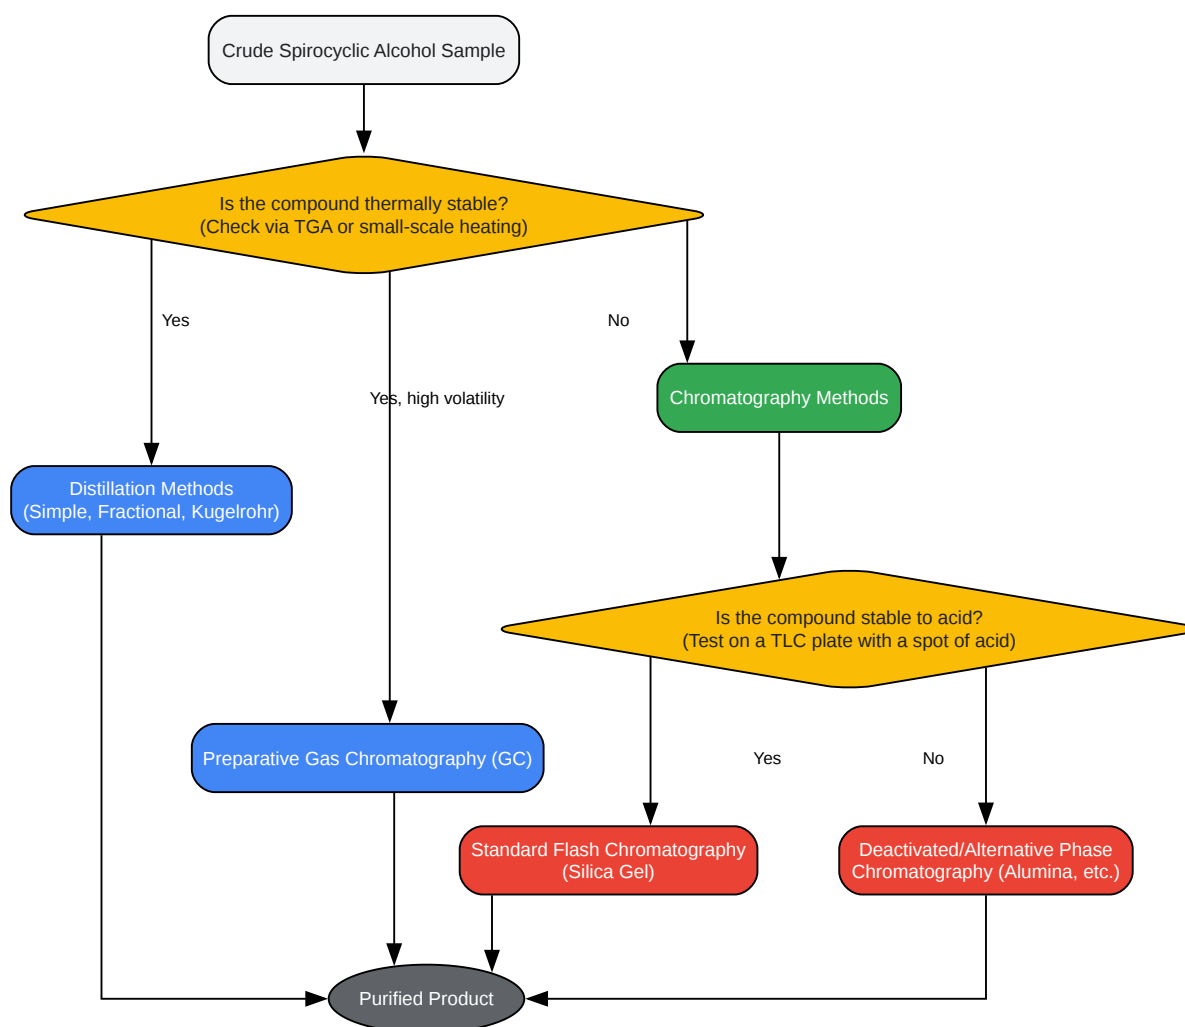 Crude Spirocyclic Alcohol Sample
Is the compound thermally stable?
(Check via TGA or small-scale heating)
Yes
No
Yes, high volatility
Chromatography Methods
Distillation Methods
(Simple, Fractional, Kugelrohr)
Is the compound stable to acid?
(Test on a TLC plate with a spot of acid)
Preparative Gas Chromatography (GC)
Yes
No
Standard Flash Chromatography
(Silica Gel)
Deactivated/Alternative Phase
Chromatography (Alumina, etc.)
Purified Product